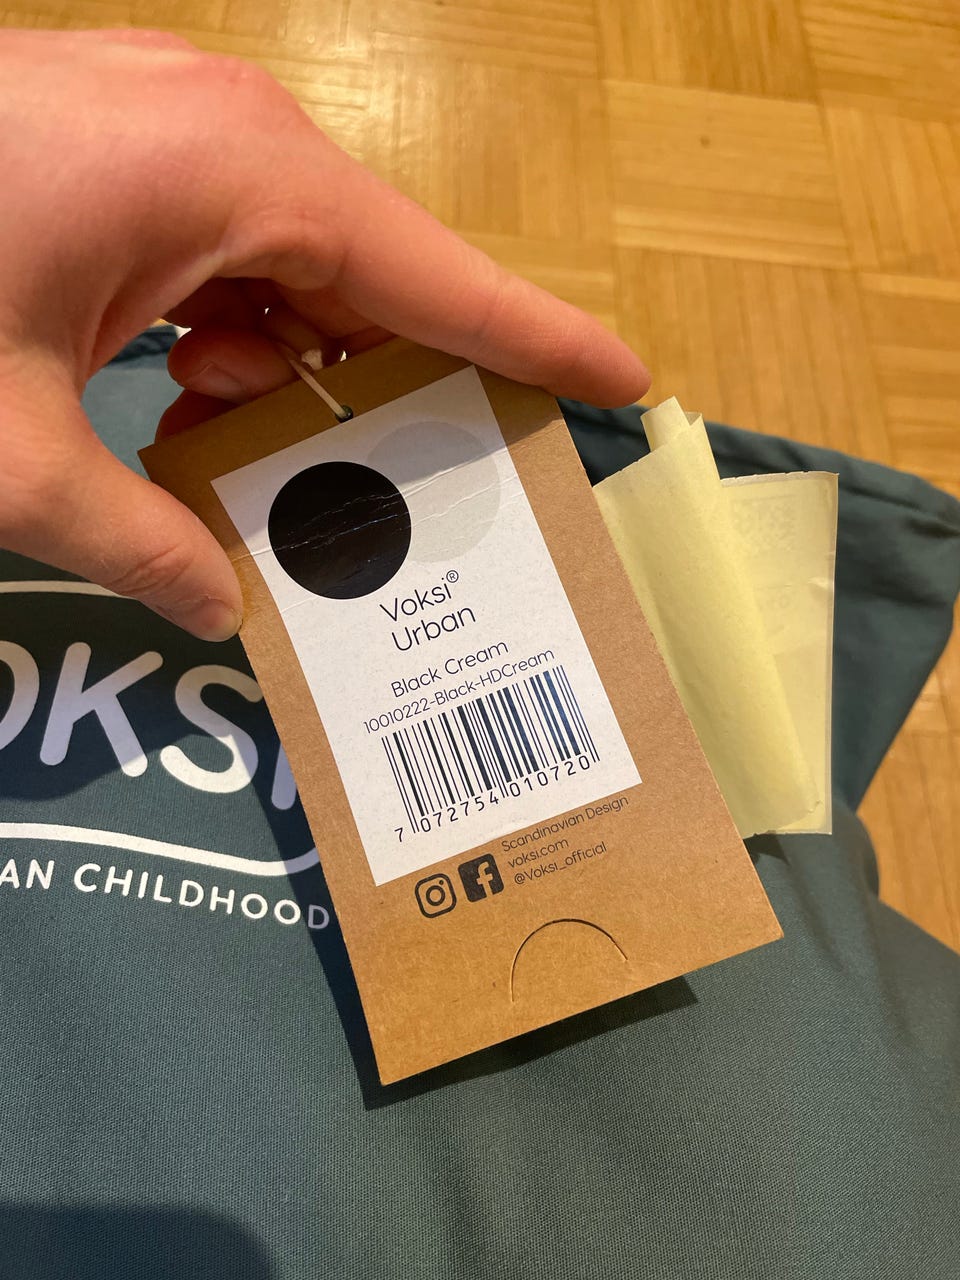 Voksi®
Urban
Black Cream
10010222-Black-HDCream
7 072754 010720
Scandinavian Design
voksi.com
@Voksi_official
OKSI
AN CHILDHOOD